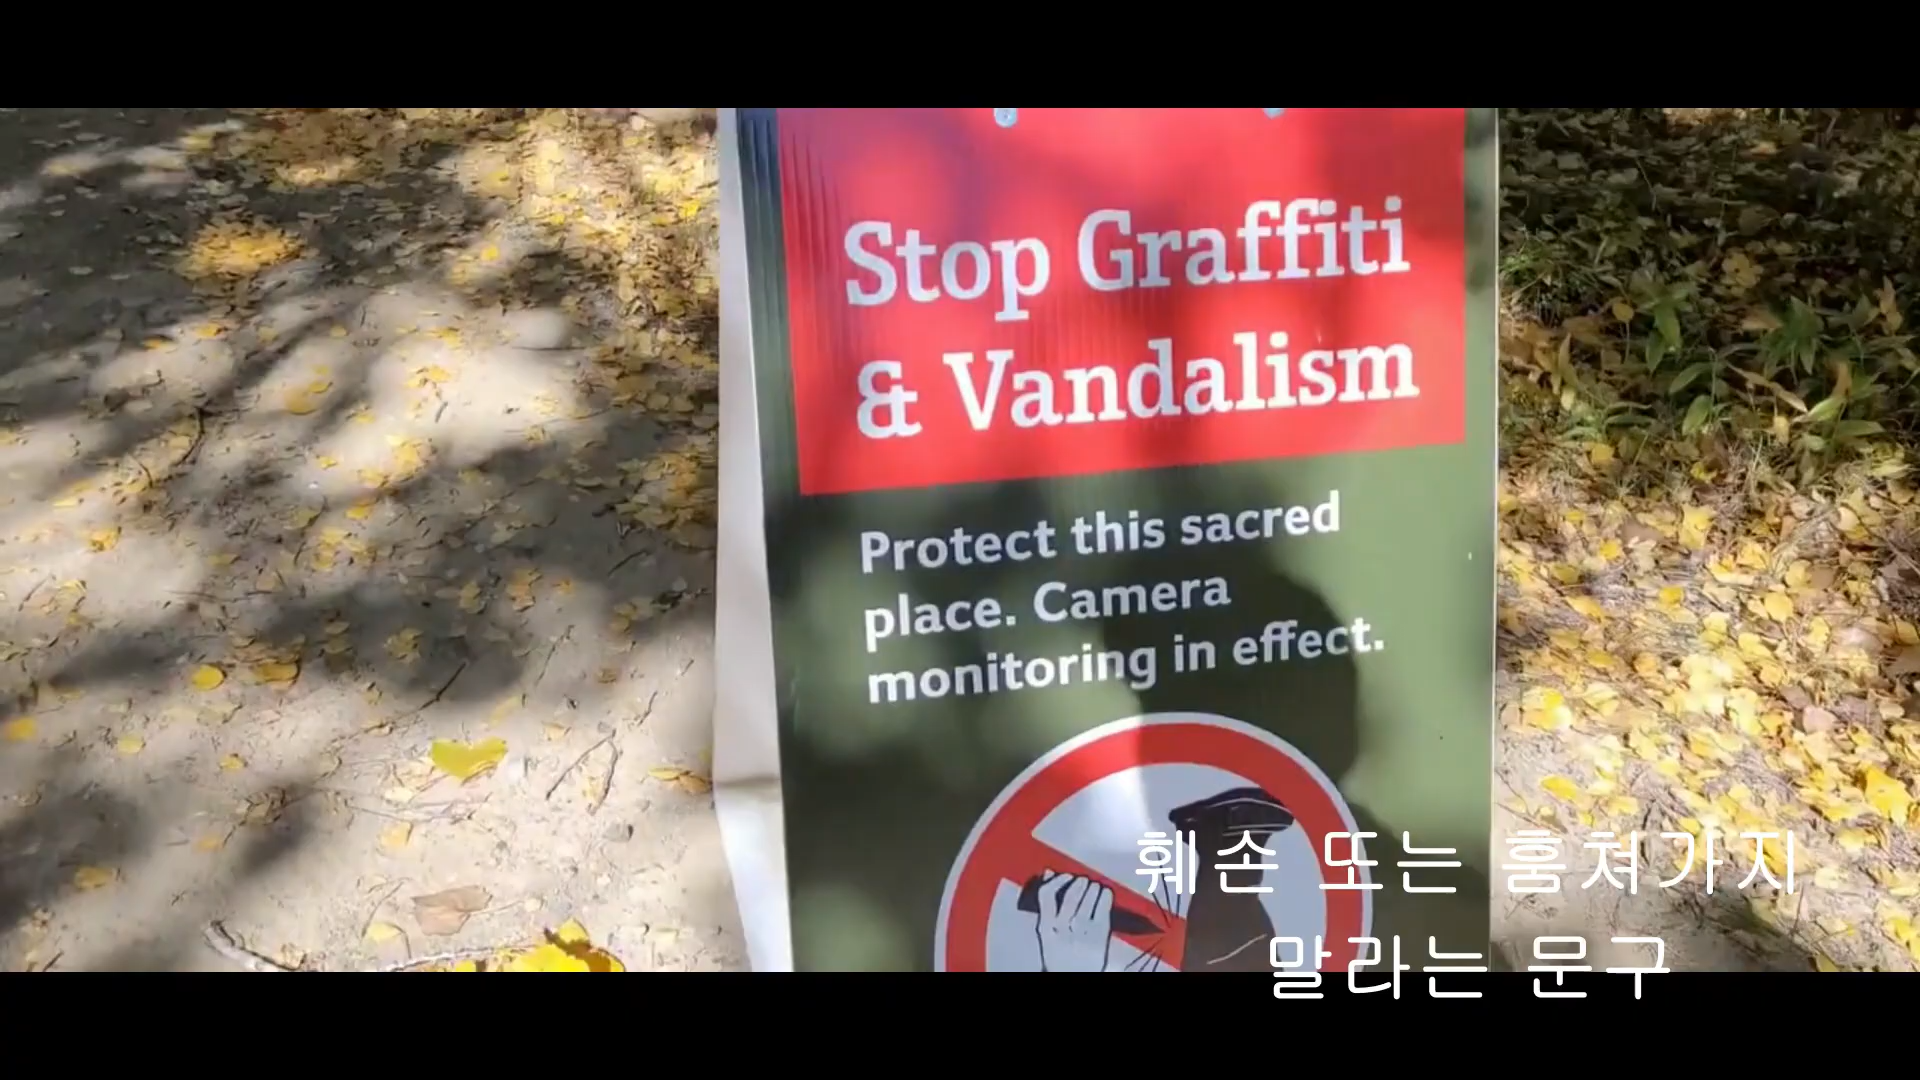 Stop Graffiti
& Vandalism
Protect this sacred
place. Camera
monitoring in effect.
훼손 또는 훔쳐가지
말라는 문구